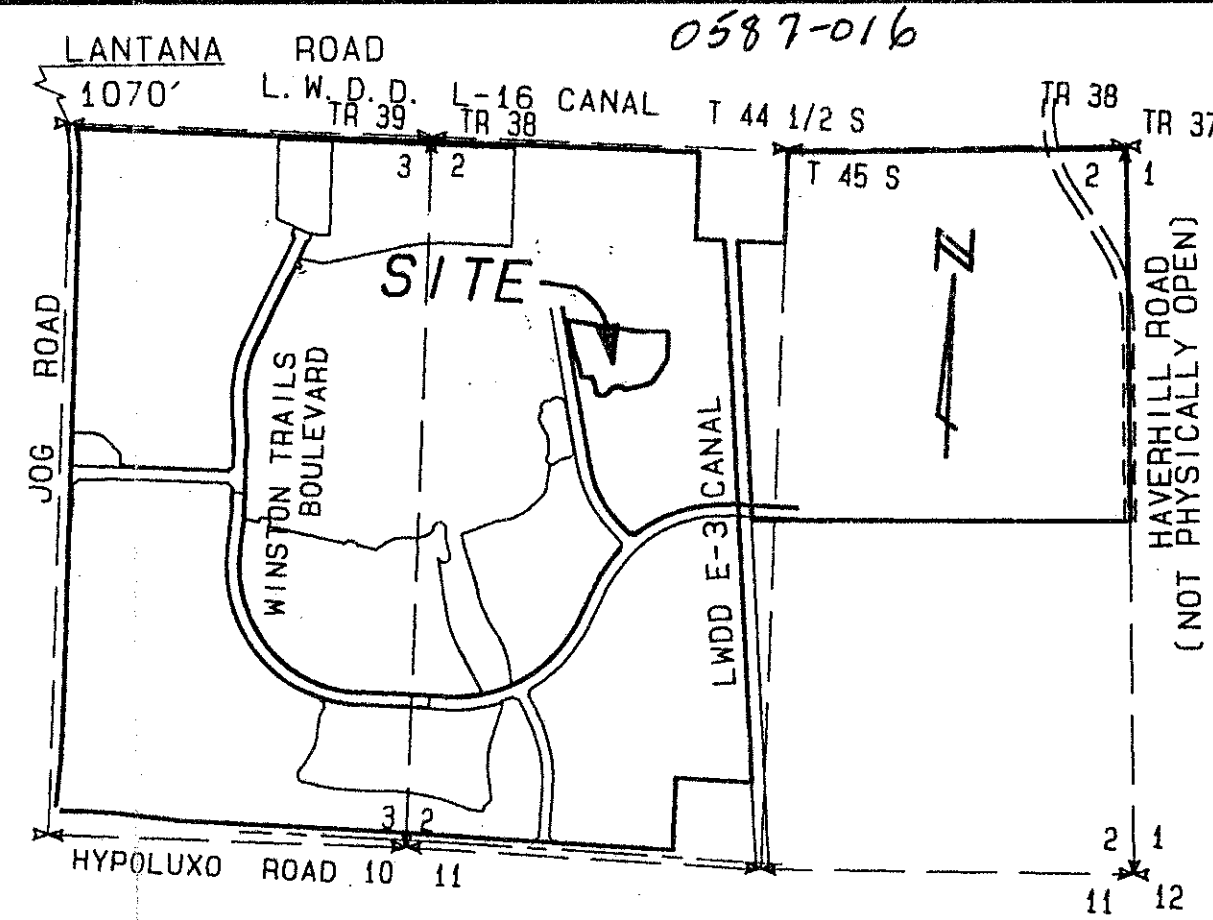 0587-016
LANTANA ROAD
1070'
L. W. D. D. L-16 CANAL
TR 39 TR 38
T 44 1/2 S
TR 38
TR 37
3 2
T 45 S
2 1
N
SITE
JOG ROAD
WINSTON TRAILS
BOULEVARD
LWDD E-3 CANAL
HAVERHILL ROAD
(NOT PHYSICALLY OPEN)
3 2
2 1
HYPOLUXO ROAD 10 11
11 12